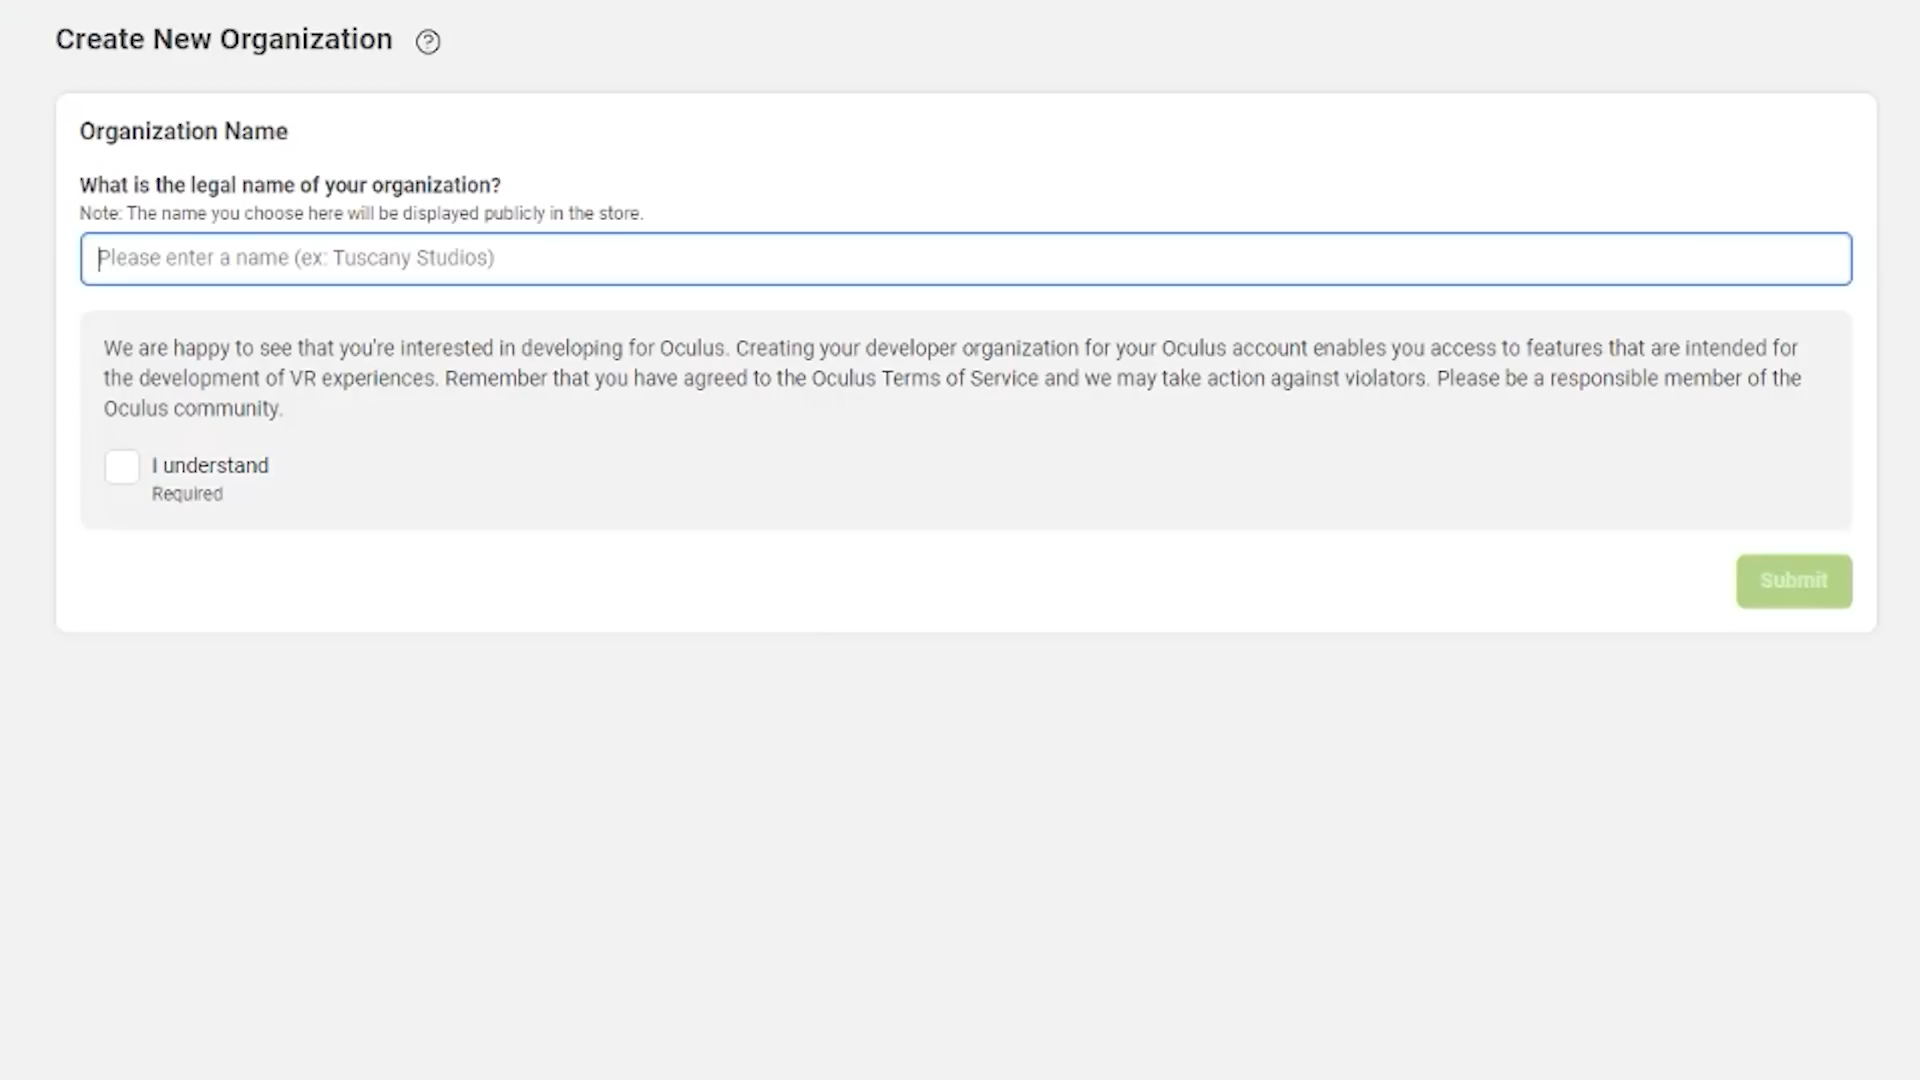 Create New Organization ?
Organization Name
What is the legal name of your organization?
Note: The name you choose here will be displayed publicly in the store.
Please enter a name (ex: Tuscany Studios)
We are happy to see that you're interested in developing for Oculus. Creating your developer organization for your Oculus account enables you access to features that are intended for
the development of VR experiences. Remember that you have agreed to the Oculus Terms of Service and we may take action against violators. Please be a responsible member of the
Oculus community.
I understand
Required
Submit